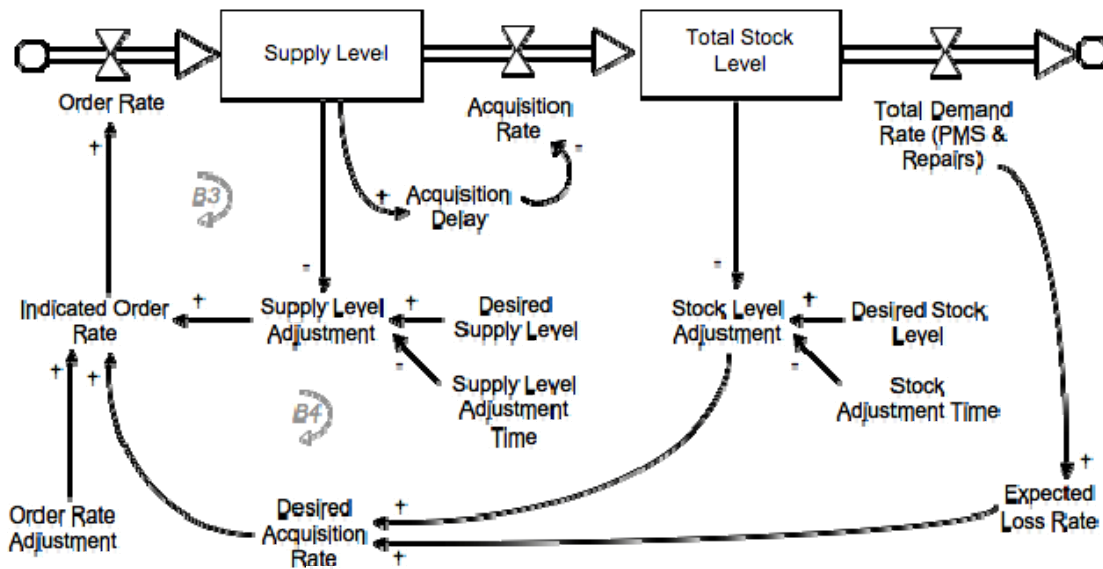 Supply Level
Total Stock
Level
Order Rate
Acquisition
Rate
Total Demand
Rate (PMS &
Repairs)
+
-
B3
+
Acquisition
Delay
-
-
Indicated Order
Rate
+
Supply Level
Adjustment
+
Desired
Supply Level
Stock Level
Adjustment
+
Desired Stock
Level
-
Supply Level
Adjustment
Time
-
Stock
Adjustment Time
+
+
B4
+
Order Rate
Adjustment
Desired
Acquisition
Rate
+
+
Expected
Loss Rate